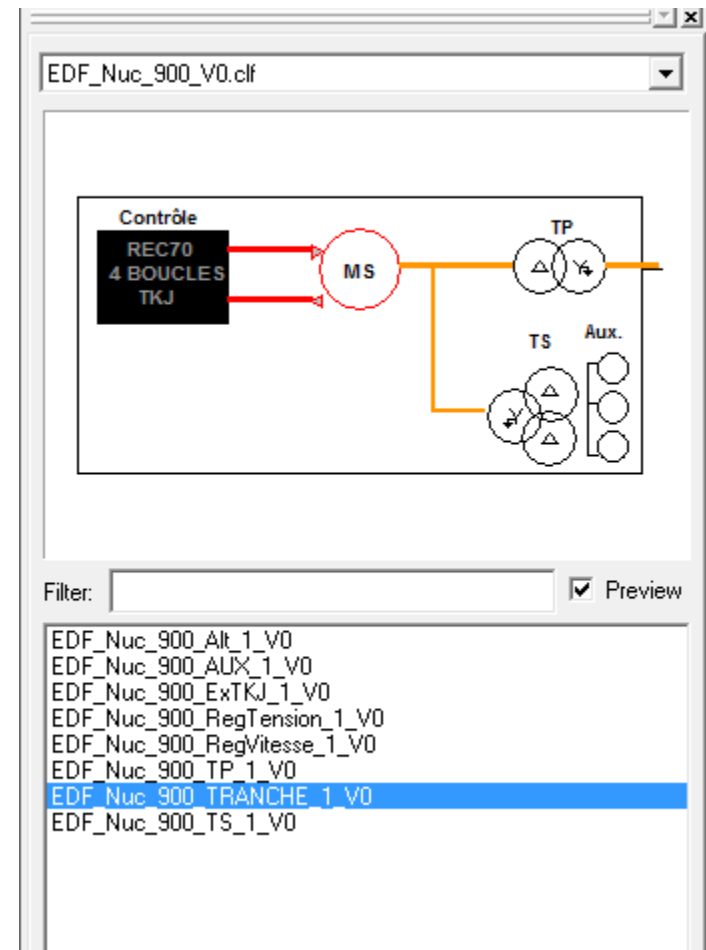 EDF_Nuc_900_V0.clf
Contrôle
REC70
4 BOUCLES
TKJ
MS
TP
TS
Aux.
Filter:
Preview
EDF_Nuc_900_Alt_1_V0
EDF_Nuc_900_AUX_1_V0
EDF_Nuc_900_ExTKJ_1_V0
EDF_Nuc_900_RegTension_1_V0
EDF_Nuc_900_RegVitesse_1_V0
EDF_Nuc_900_TP_1_V0
EDF_Nuc_900_TRANCHE_1_V0
EDF_Nuc_900_TS_1_V0